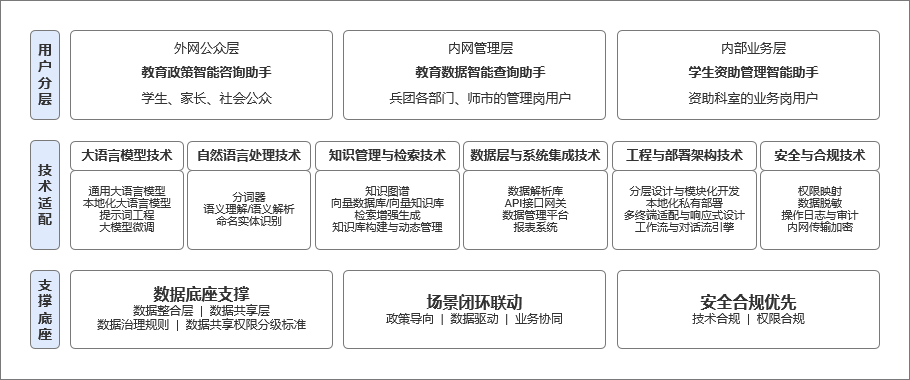 用户分层
外网公众层
教育政策智能咨询助手
学生、家长、社会公众
内网管理层
教育数据智能查询助手
兵团各部门、师市的管理岗用户
内部业务层
学生资助管理智能助手
资助科室的业务岗用户
技术适配
大语言模型技术
通用大语言模型
本地化大语言模型
提示词工程
大模型微调
自然语言处理技术
分词器
语义理解/语义解析
命名实体识别
知识管理与检索技术
知识图谱
向量数据库/向量知识库
检索增强生成
知识库构建与动态管理
数据层与系统集成技术
数据解析库
API接口网关
数据管理平台
报表系统
工程与部署架构技术
分层设计与模块化开发
本地化私有部署
多终端适配与响应式设计
工作流与对话流引擎
安全与合规技术
权限映射
数据脱敏
操作日志与审计
内网传输加密
支撑底座
数据底座支撑
数据整合层 | 数据共享层
数据治理规则 | 数据共享权限分级标准
场景闭环联动
政策导向 | 数据驱动 | 业务协同
安全合规优先
技术合规 | 权限合规